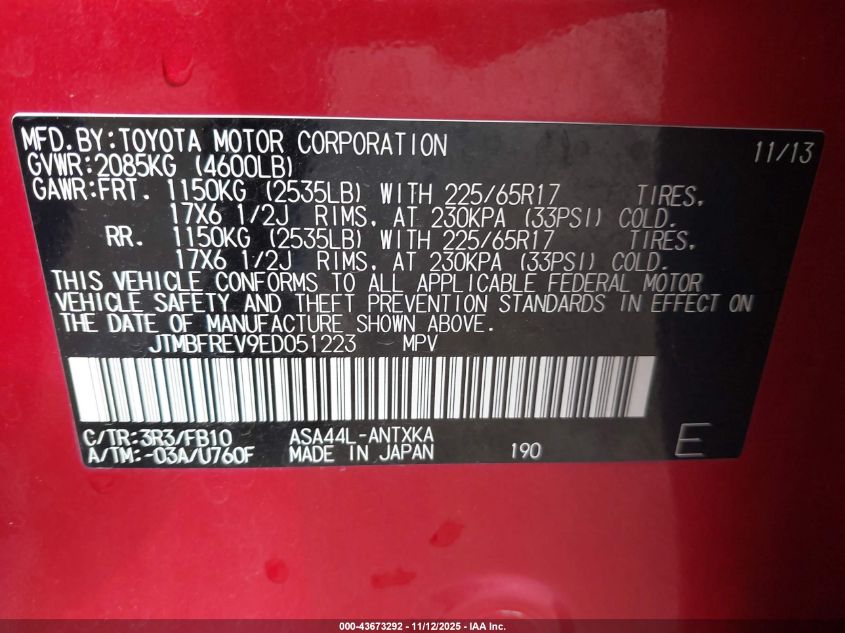 MFD.BY:TOYOTA MOTOR CORPORATION 11/13
GVWR:2085KG (4600LB)
GAWR:FRT. 1150KG (2535LB) WITH 225/65R17 TIRES,
17X6 1/2J RIMS, AT 230KPA (33PSI) COLD.
RR. 1150KG (2535LB) WITH 225/65R17 TIRES,
17X6 1/2J RIMS, AT 230KPA (33PSI) COLD.
THIS VEHICLE CONFORMS TO ALL APPLICABLE FEDERAL MOTOR
VEHICLE SAFETY AND THEFT PREVENTION STANDARDS IN EFFECT ON
THE DATE OF MANUFACTURE SHOWN ABOVE.
JTMBFREV9ED051223 MPV
C/TR:3R3/FB10 ASA44L-ANTXKA
A/TM:-03A/U760F MADE IN JAPAN 190 E
000-43673292 - 11/12/2025 - IAA Inc.